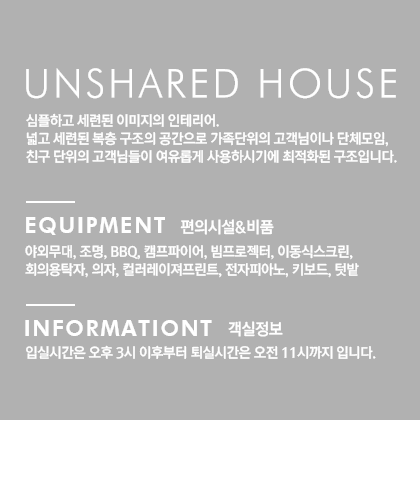 UNSHARED HOUSE
심플하고 세련된 이미지의 인테리어.
넓고 세련된 복층 구조의 공간으로 가족단위의 고객님이나 단체모임,
친구 단위의 고객님들이 여유롭게 사용하시기에 최적화된 구조입니다.
EQUIPMENT 편의시설&비품
야외무대, 조명, BBQ, 캠프파이어, 빔프로젝터, 이동식스크린,
회의용탁자, 의자, 컬러레이져프린트, 전자피아노, 키보드, 텃밭
INFORMATIONT 객실정보
입실시간은 오후 3시 이후부터 퇴실시간은 오전 11시까지 입니다.